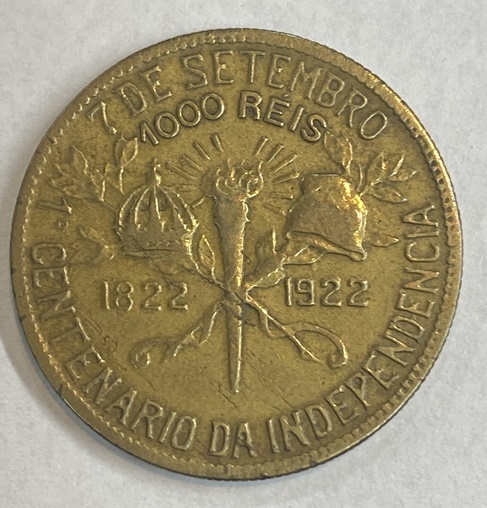 7 DE SETEMBRO
1000 RÉIS
1822 1922
1º CENTENARIO DA INDEPENDENCIA